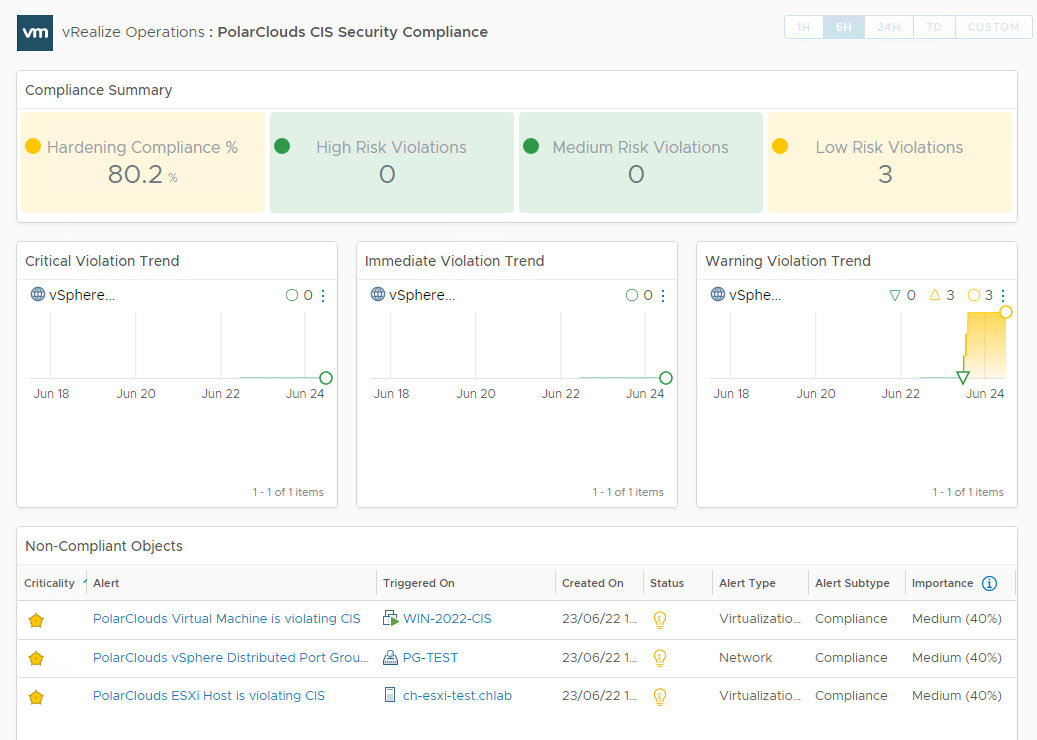 vm vRealize Operations : PolarClouds CIS Security Compliance 1H 6H 24H 7D CUSTOM
Compliance Summary
Hardening Compliance % High Risk Violations Medium Risk Violations Low Risk Violations
80.2 % 0 0 3
Critical Violation Trend Immediate Violation Trend Warning Violation Trend
vSphere... 0 vSphere... 0 vSphe... 0 3 3
Jun 18 Jun 20 Jun 22 Jun 24 Jun 18 Jun 20 Jun 22 Jun 24 Jun 18 Jun 20 Jun 22 Jun 24
1 - 1 of 1 items 1 - 1 of 1 items 1 - 1 of 1 items
Non-Compliant Objects
Criticality Alert Triggered On Created On Status Alert Type Alert Subtype Importance
PolarClouds Virtual Machine is violating CIS WIN-2022-CIS 23/06/22 1... Virtualizatio... Compliance Medium (40%)
PolarClouds vSphere Distributed Port Grou... PG-TEST 23/06/22 1... Network Compliance Medium (40%)
PolarClouds ESXi Host is violating CIS ch-esxi-test.chlab 23/06/22 1... Virtualizatio... Compliance Medium (40%)